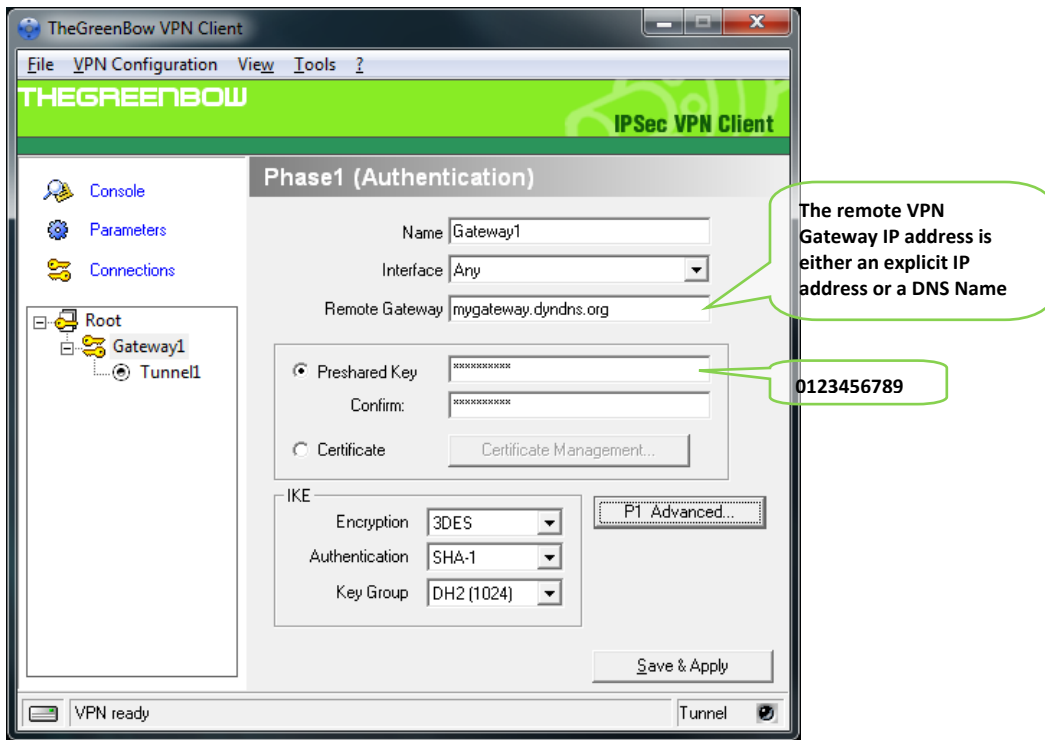 TheGreenBow VPN Client
File VPN Configuration View Tools ?
THEGREENBOW
IPSec VPN Client
Console
Parameters
Connections
Root
Gateway1
Tunnel1
Phase1 (Authentication)
Name Gateway1
Interface Any
Remote Gateway mygateway.dyndns.org
Preshared Key **********
Confirm: **********
Certificate Certificate Management...
IKE
Encryption 3DES
Authentication SHA-1
Key Group DH2 (1024)
P1 Advanced...
Save & Apply
VPN ready Tunnel
The remote VPN
Gateway IP address is
either an explicit IP
address or a DNS Name
0123456789